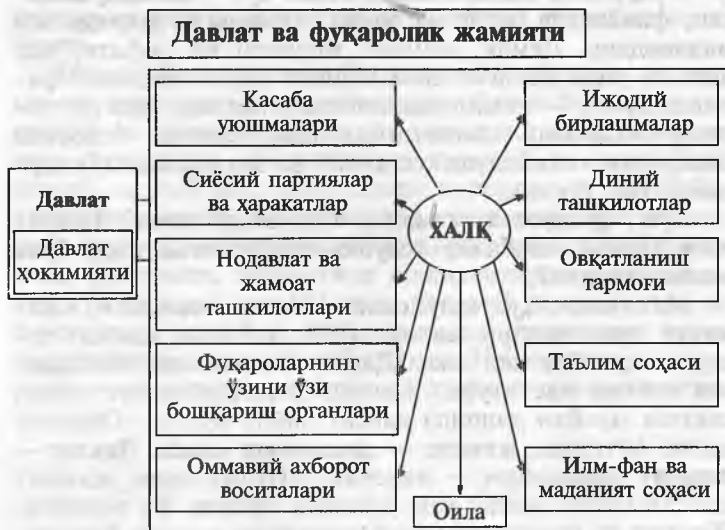 Давлат ва фуқаролик жамияти
Касаба
уюшмалари
Сиёсий партиялар
ва ҳаракатлар
Давлат
Давлат
ҳокимияти
Нодавлат ва
жамоат
ташкилотлари
Фуқароларнинг
ўзини ўзи
бошқариш органлари
Оммавий ахборот
воситалари
ХАЛҚ
Ижодий
бирлашмалар
Диний
ташкилотлар
Овқатланиш
тармоғи
Таълим соҳаси
Илм-фан ва
маданият соҳаси
Оила